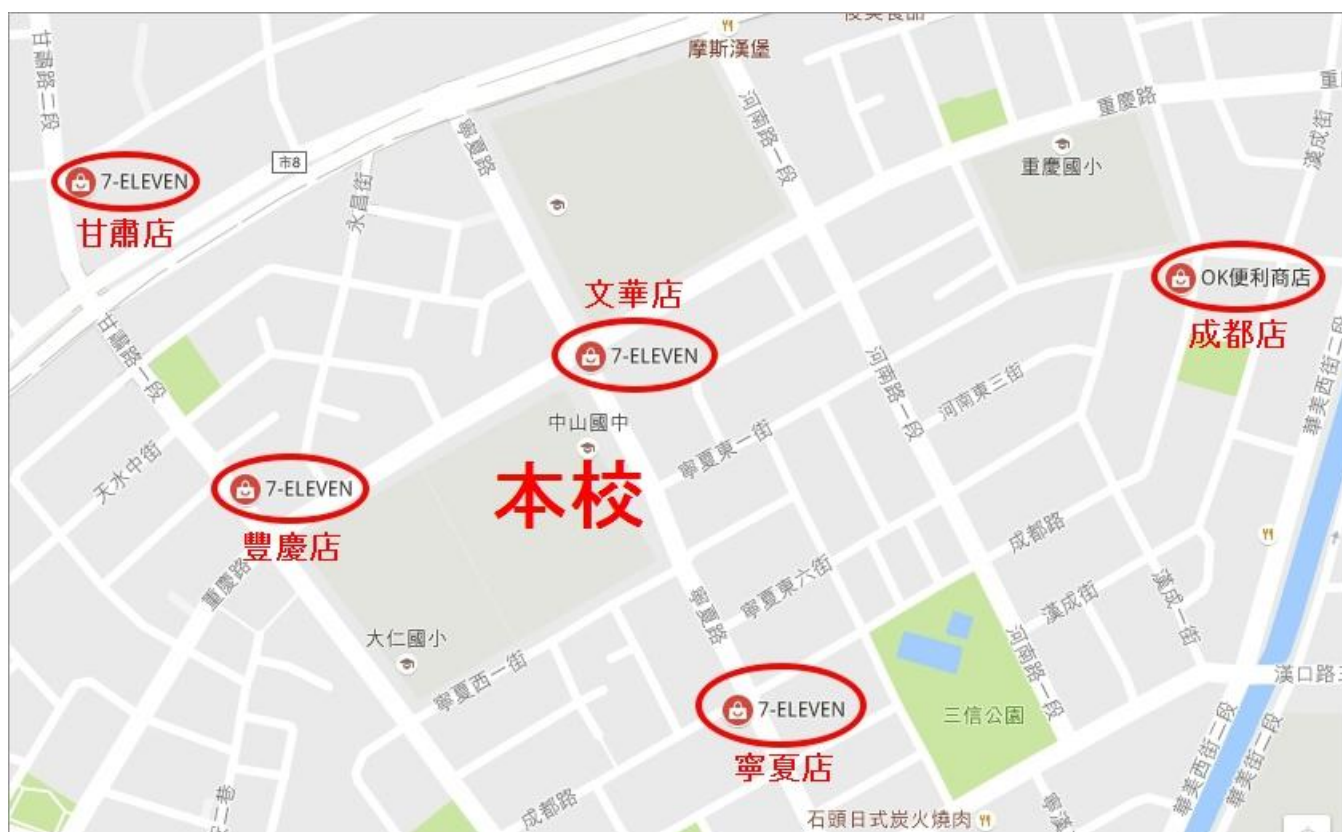 摩斯漢堡
甘肅路二段
寧夏路
河南路一段
重慶路
漢成街
市8
永昌街
重慶國小
7-ELEVEN
甘肅店
OK便利商店
成都店
文華店
7-ELEVEN
甘肅路一段
中山國中
本校
寧夏東一街
河南路一段
河南東三街
華美西街二段
天水中街
7-ELEVEN
豐慶店
重慶路
成都路
寧夏東六街
寧夏路
漢成街
漢成一街
大仁國小
寧夏西一街
河南路一段
漢口路三
7-ELEVEN
寧夏店
三信公園
成都路
石頭日式炭火燒肉
華美西街二段
華美街二段